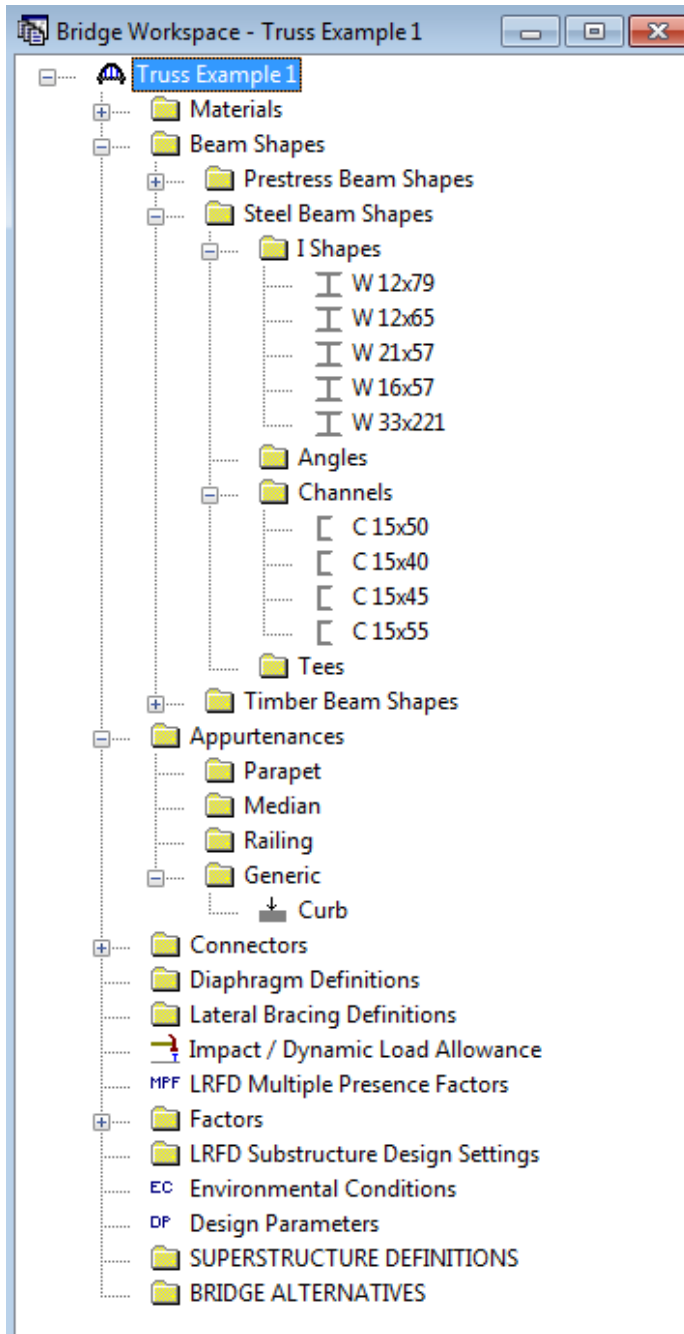 Bridge Workspace - Truss Example 1
Truss Example 1
Materials
Beam Shapes
Prestress Beam Shapes
Steel Beam Shapes
I Shapes
W 12x79
W 12x65
W 21x57
W 16x57
W 33x221
Angles
Channels
C 15x50
C 15x40
C 15x45
C 15x55
Tees
Timber Beam Shapes
Appurtenances
Parapet
Median
Railing
Generic
Curb
Connectors
Diaphragm Definitions
Lateral Bracing Definitions
Impact / Dynamic Load Allowance
MPF LRFD Multiple Presence Factors
Factors
LRFD Substructure Design Settings
EC Environmental Conditions
DP Design Parameters
SUPERSTRUCTURE DEFINITIONS
BRIDGE ALTERNATIVES